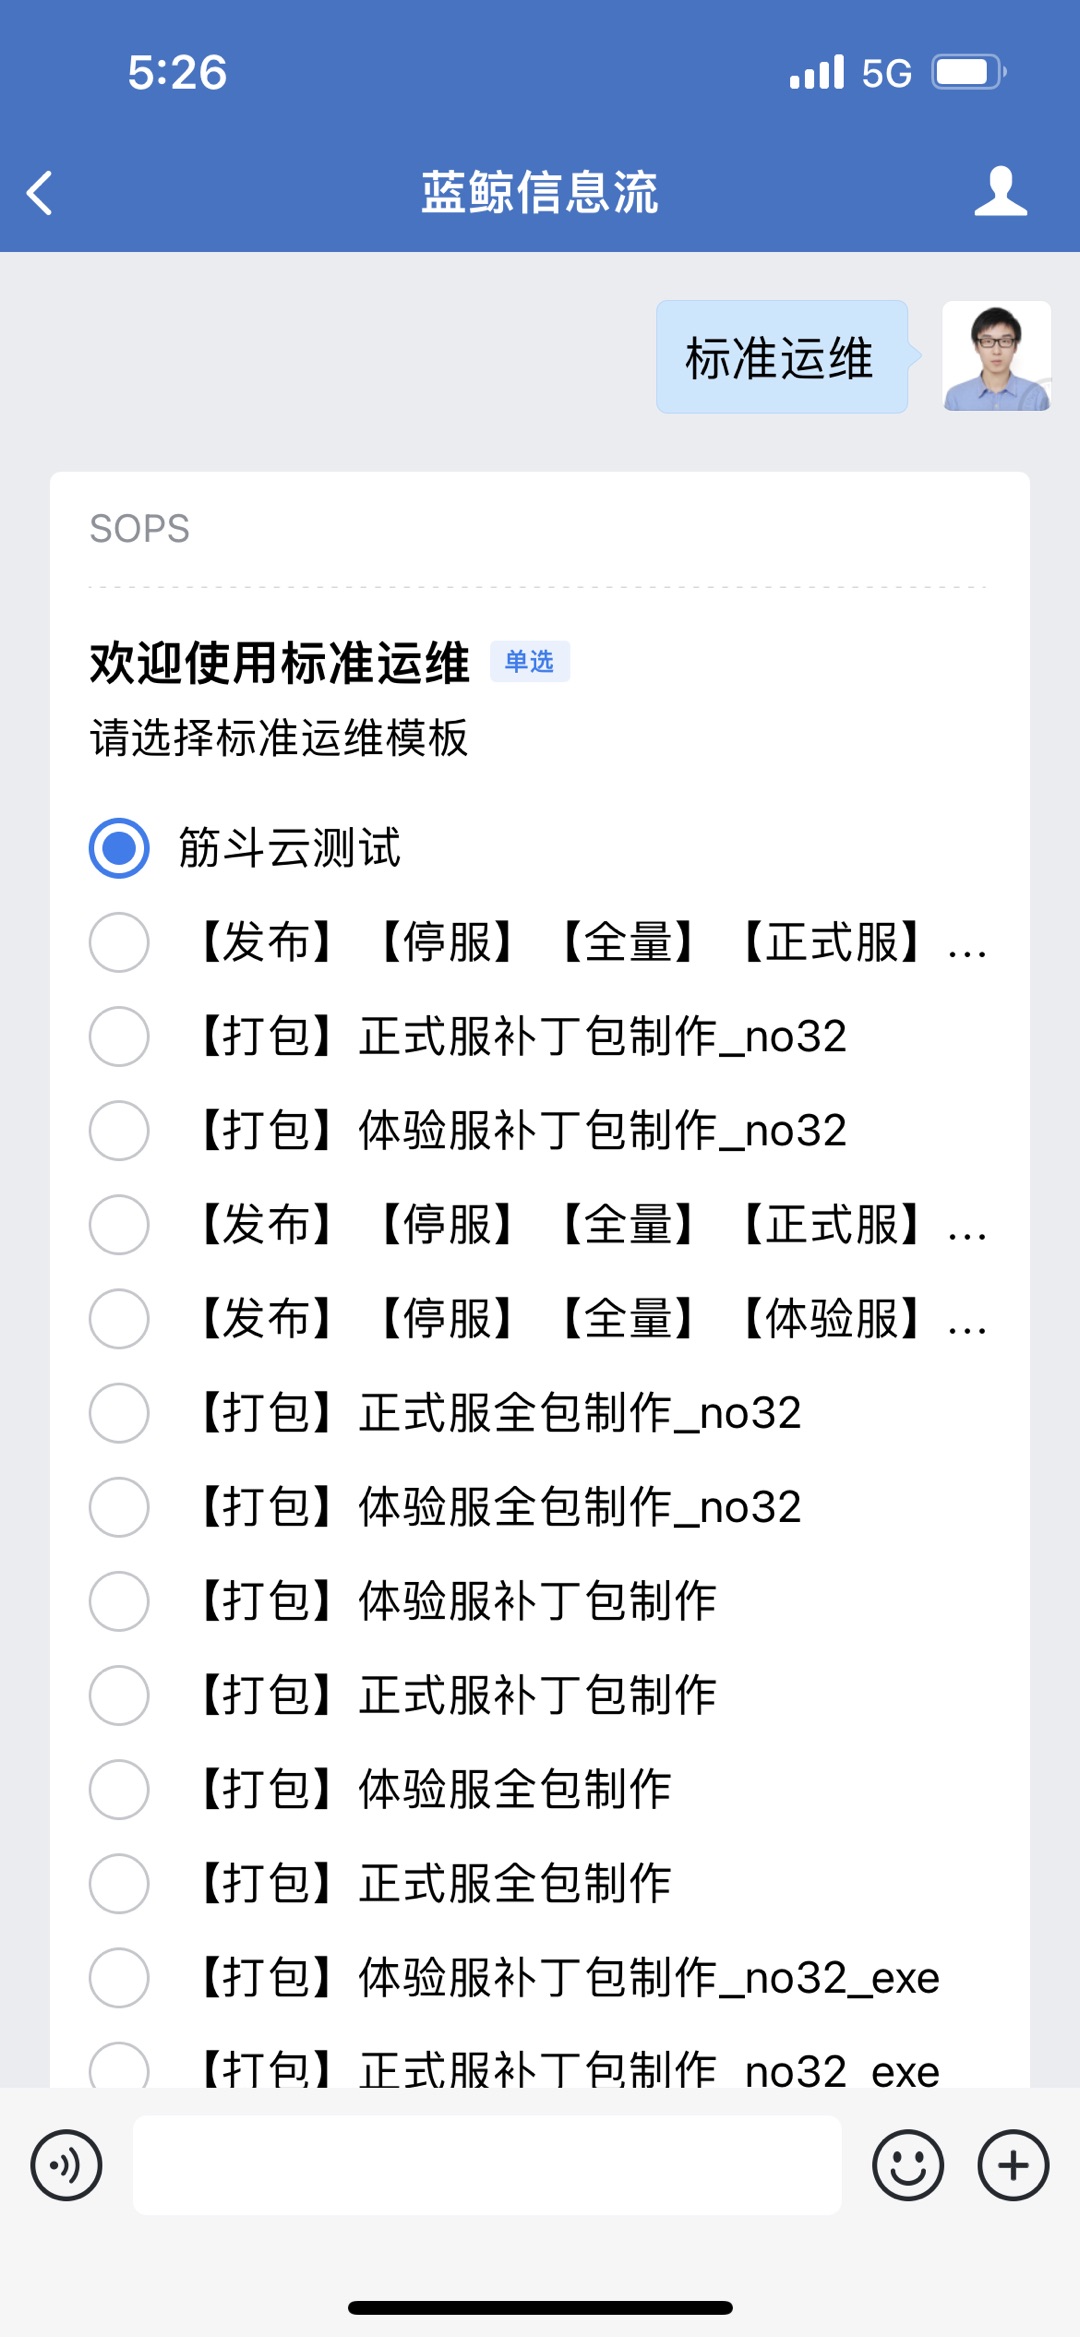 5:26
5G
蓝鲸信息流
标准运维
SOPS
欢迎使用标准运维 单选
请选择标准运维模板
筋斗云测试
【发布】【停服】【全量】【正式服】...
【打包】正式服补丁包制作_no32
【打包】体验服补丁包制作_no32
【发布】【停服】【全量】【正式服】...
【发布】【停服】【全量】【体验服】...
【打包】正式服全包制作_no32
【打包】体验服全包制作_no32
【打包】体验服补丁包制作
【打包】正式服补丁包制作
【打包】体验服全包制作
【打包】正式服全包制作
【打包】体验服补丁包制作_no32_exe
【打包】正式服补丁包制作_no32_exe